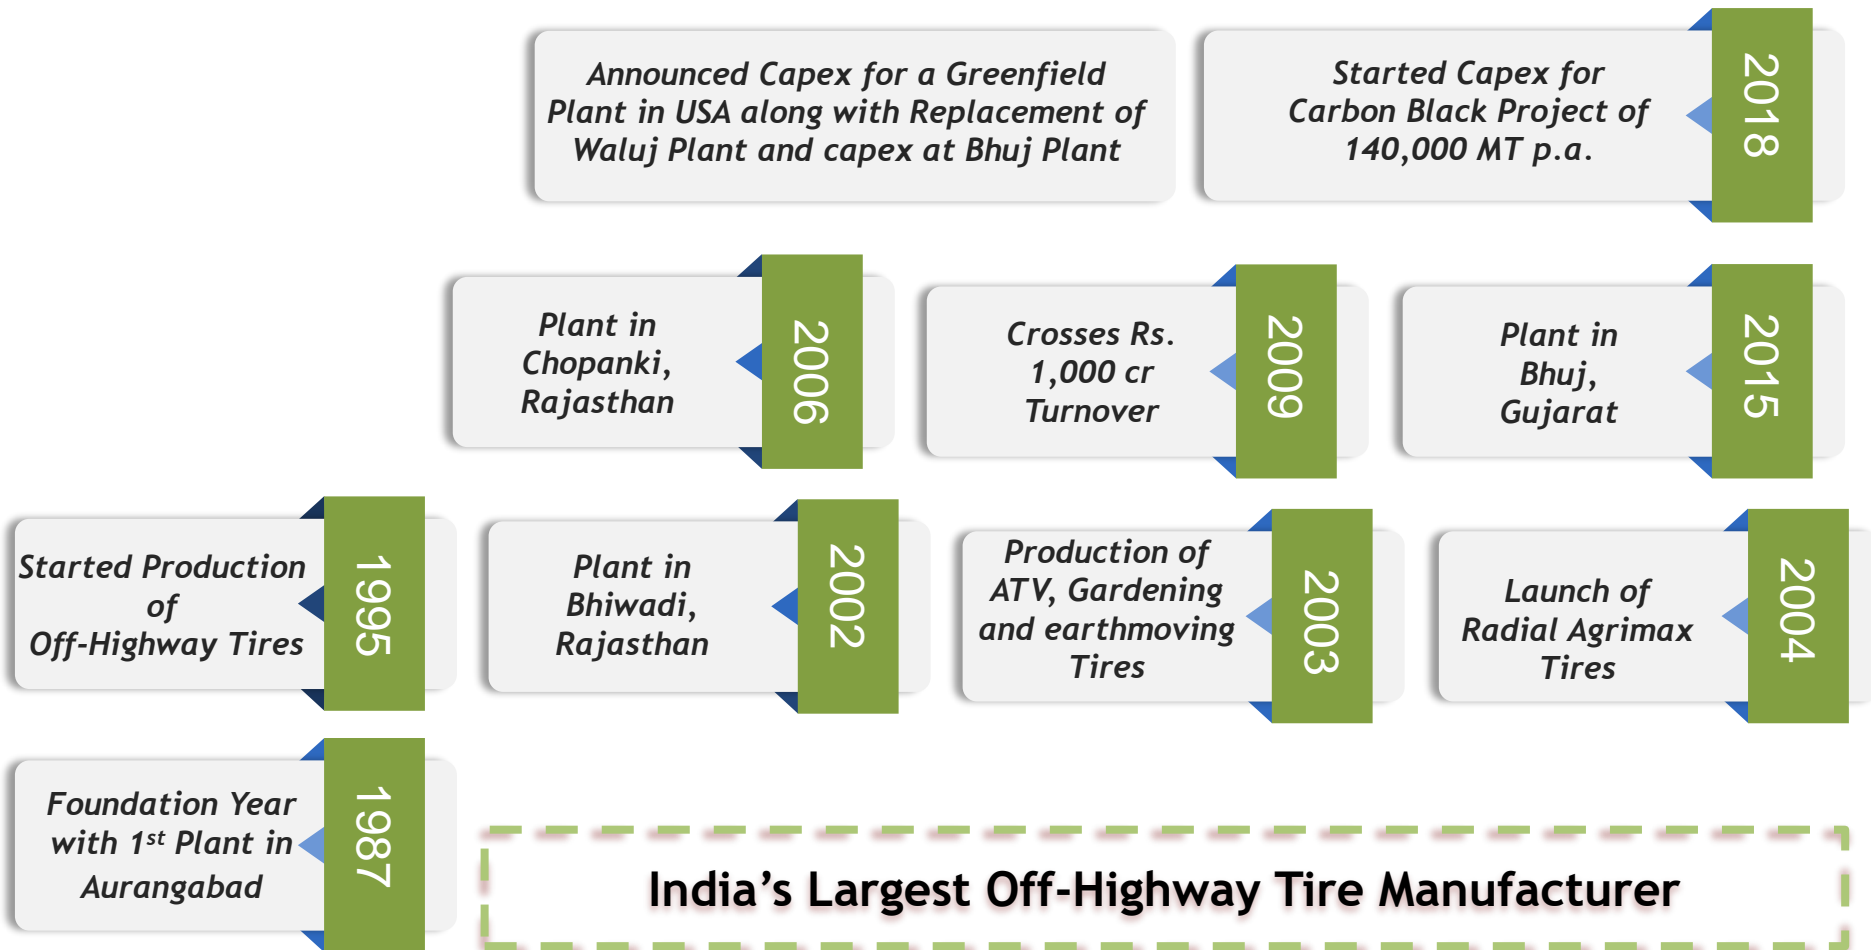 Announced Capex for a Greenfield
Plant in USA along with Replacement of
Waluj Plant and capex at Bhuj Plant
Started Capex for
Carbon Black Project of
140,000 MT p.a.
2018
Plant in
Chopanki,
Rajasthan
2006
Crosses Rs.
1,000 cr
Turnover
2009
Plant in
Bhuj,
Gujarat
2015
Started Production
of
Off-Highway Tires
1995
Plant in
Bhiwadi,
Rajasthan
2002
Production of
ATV, Gardening
and earthmoving
Tires
2003
Launch of
Radial Agrimax
Tires
2004
Foundation Year
with 1st Plant in
Aurangabad
1987
India’s Largest Off-Highway Tire Manufacturer